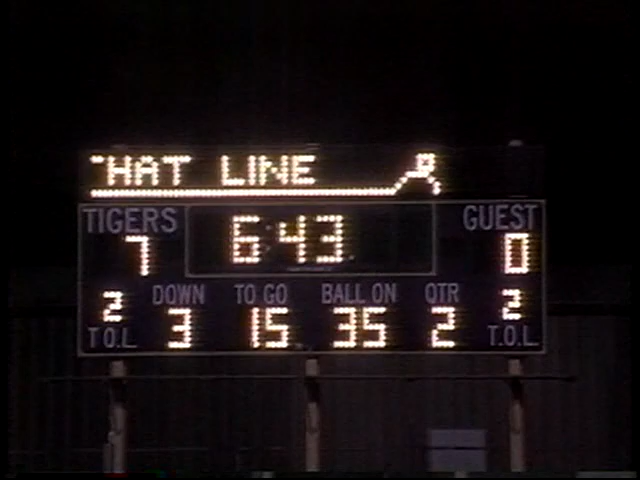 HAT LINE
TIGERS 6:43 GUEST
7 0
2 DOWN TO GO BALL ON QTR 2
T.O.L. 3 15 35 2 T.O.L.